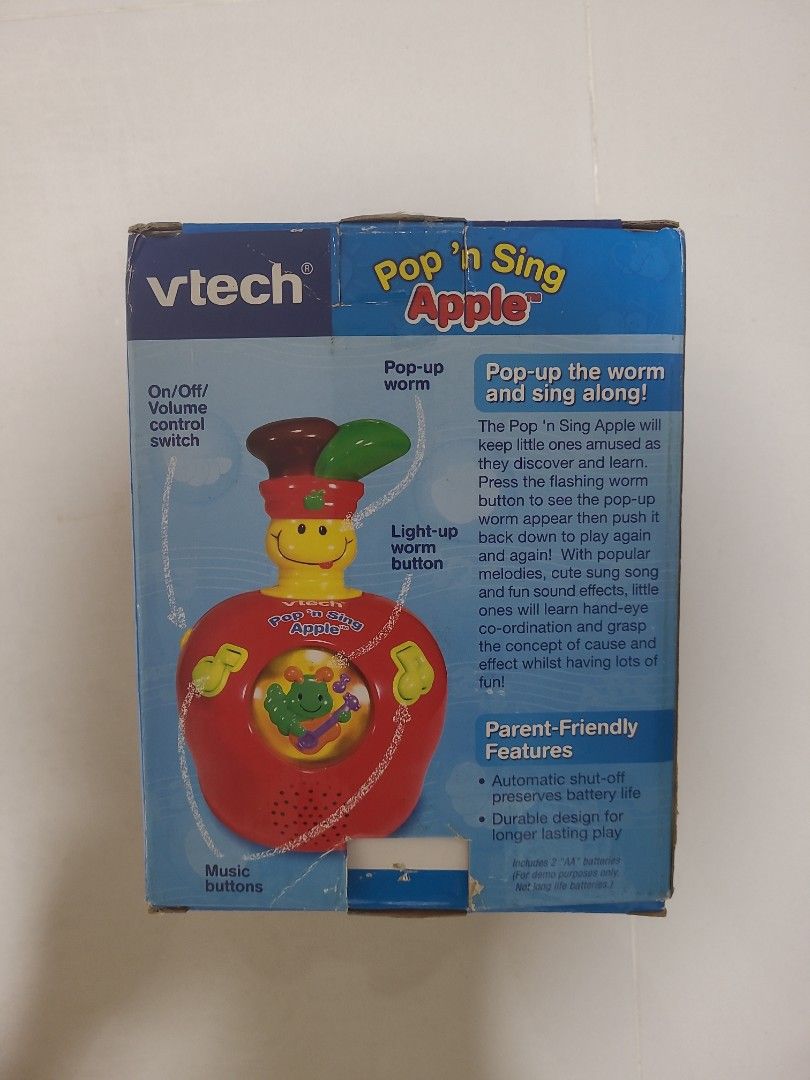 vtech®
Pop 'n Sing
Apple™
On/Off/
Volume
control
switch
Pop-up
worm
Light-up
worm
button
vtech
Pop 'n Sing
Apple™
Music
buttons
Pop-up the worm
and sing along!
The Pop 'n Sing Apple will
keep little ones amused as
they discover and learn.
Press the flashing worm
button to see the pop-up
worm appear then push it
back down to play again
and again! With popular
melodies, cute sung song
and fun sound effects, little
ones will learn hand-eye
co-ordination and grasp
the concept of cause and
effect whilst having lots of
fun!
Parent-Friendly
Features
• Automatic shut-off
preserves battery life
• Durable design for
longer lasting play
Includes 2 "AA" batteries
(For demo purposes only.
Not long life batteries.)